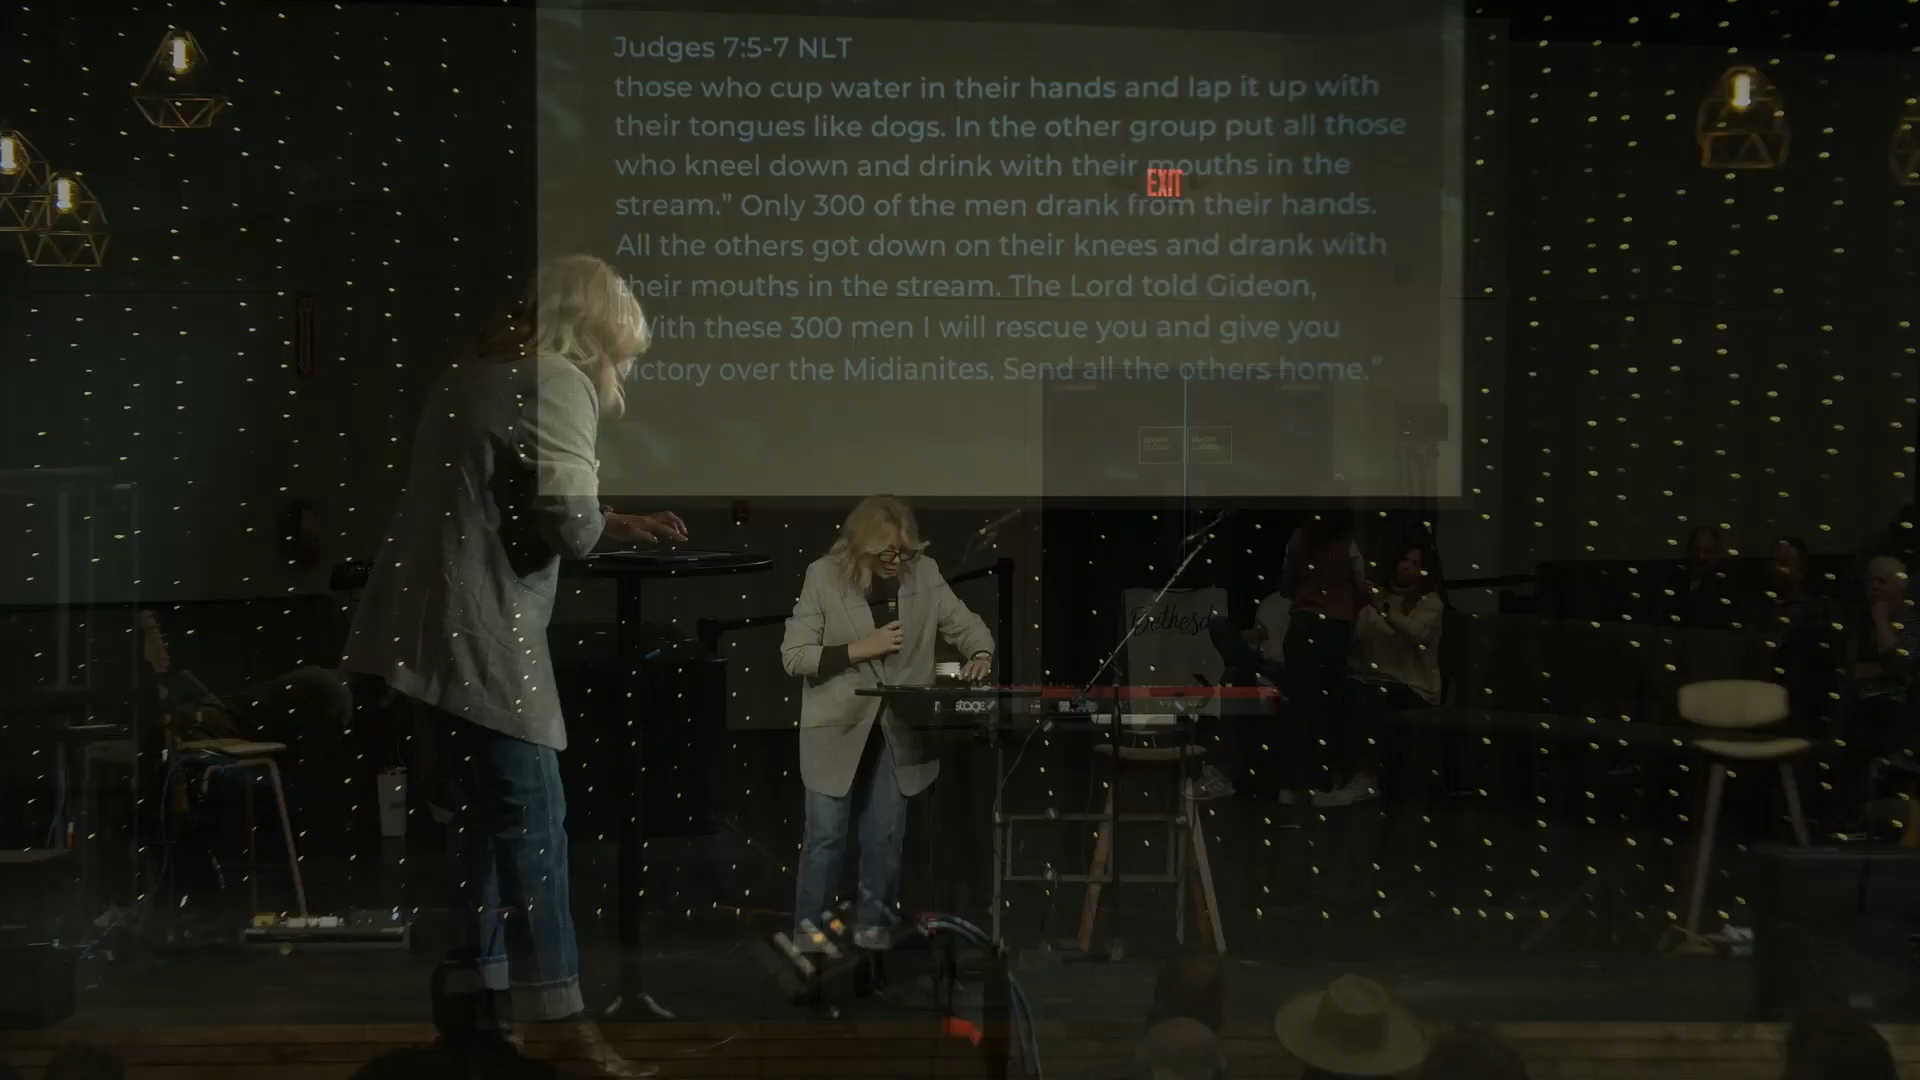 Judges 7:5-7 NLT
those who cup water in their hands and lap it up with
their tongues like dogs. In the other group put all those
who kneel down and drink with their mouths in the
EXIT
stream.” Only 300 of the men drank from their hands.
All the others got down on their knees and drank with
their mouths in the stream. The Lord told Gideon,
With these 300 men I will rescue you and give you
victory over the Midianites. Send all the others home.”
Bethesd
stage